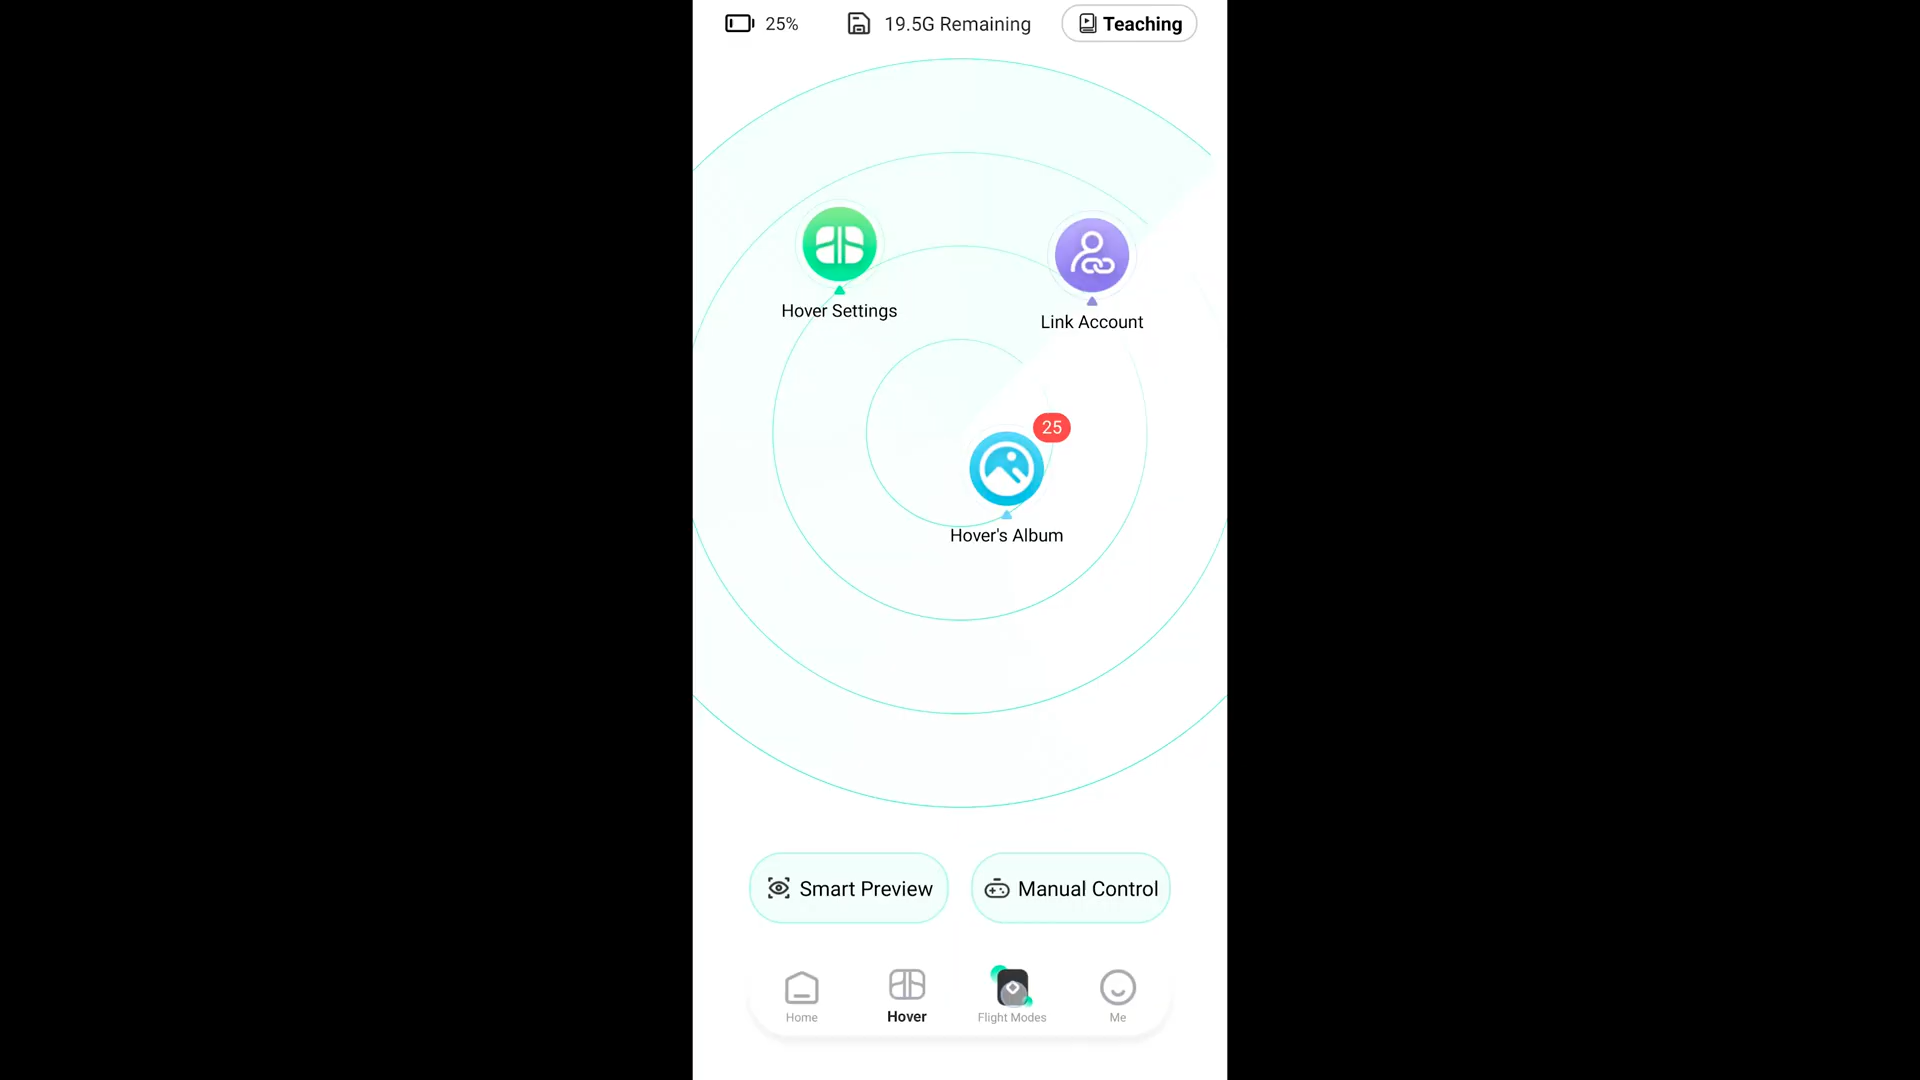 25%
19.5G Remaining
Teaching
Hover Settings
Link Account
25
Hover's Album
Smart Preview
Manual Control
Home
Hover
Flight Modes
Me